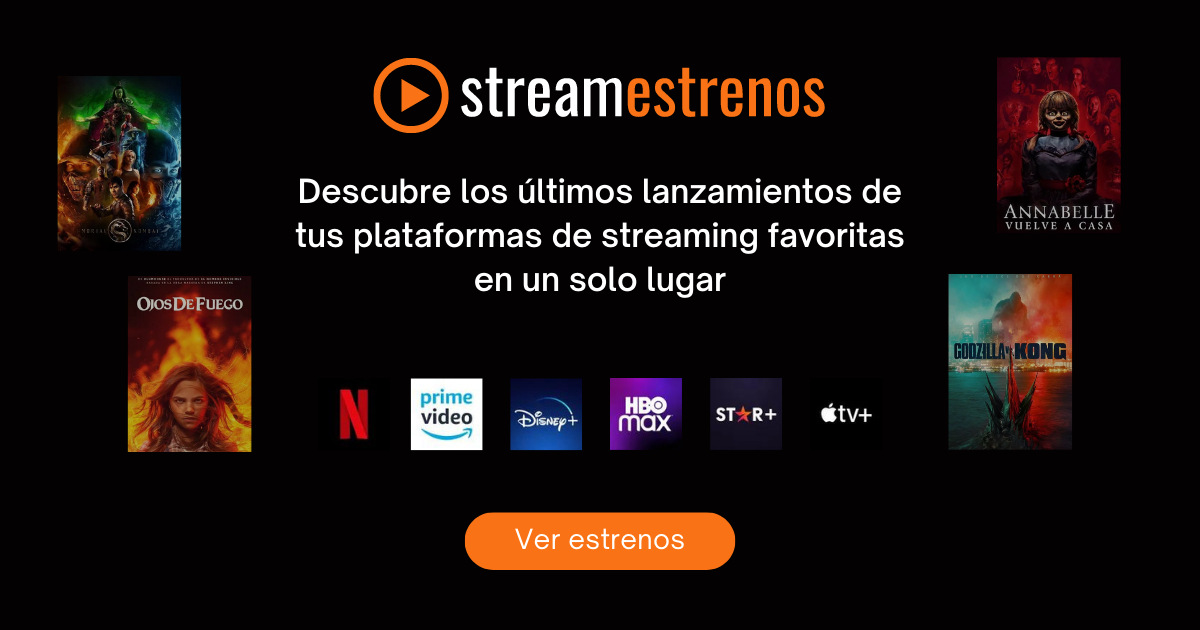 streamestrenos
Descubre los últimos lanzamientos de
tus plataformas de streaming favoritas
en un solo lugar
MORTAL KOMBAT
ANNABELLE
VUELVE A CASA
OJOS DE FUEGO
GODZILLA VS KONG
N
prime
video
Disney+
HBO
max
ST★R+
tv+
Ver estrenos